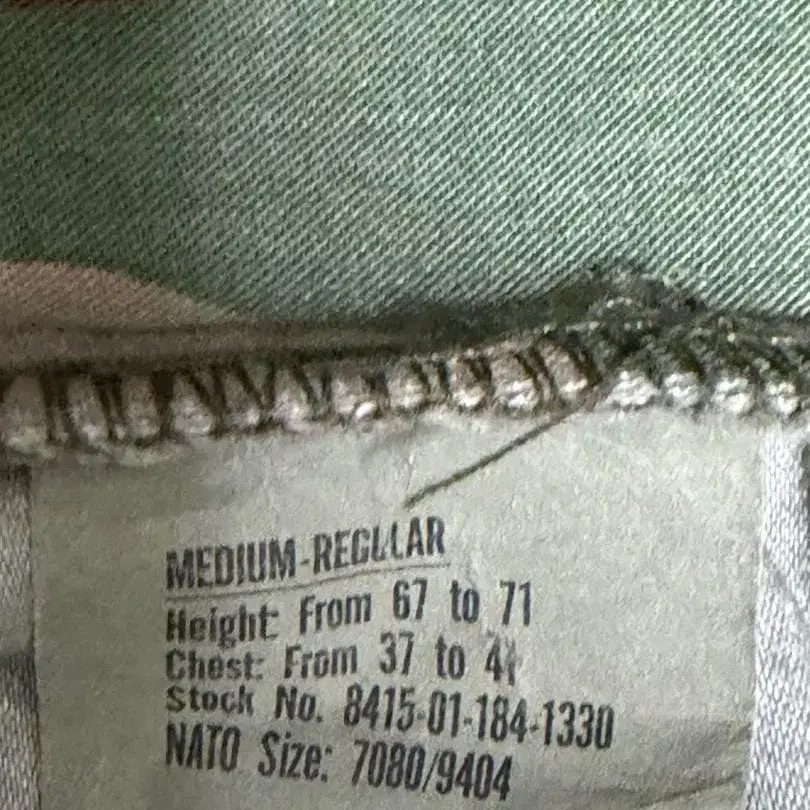 MEDIUM-REGULAR
Height: From 67 to 71
Chest: From 37 to 41
Stock No. 8415-01-184-1330
NATO Size: 7080/9404